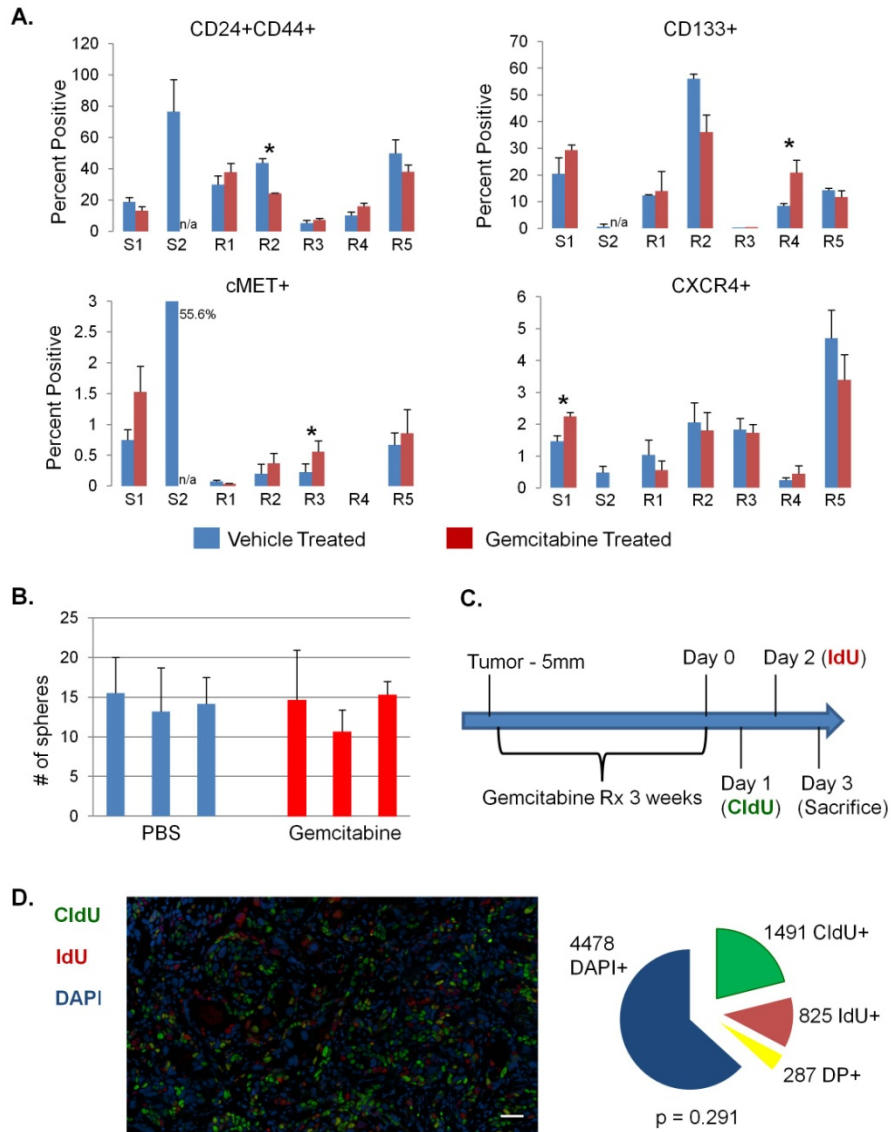 A.
CD24+CD44+
Percent Positive
120
100
80
60
40
20
0
n/a
*
S1 S2 R1 R2 R3 R4 R5
CD133+
Percent Positive
70
60
50
40
30
20
10
0
n/a
*
S1 S2 R1 R2 R3 R4 R5
cMET+
Percent Positive
3
2.5
2
1.5
1
0.5
0
55.6%
n/a
*
S1 S2 R1 R2 R3 R4 R5
CXCR4+
Percent Positive
6
5
4
3
2
1
0
*
S1 S2 R1 R2 R3 R4 R5
Vehicle Treated
Gemcitabine Treated
B.
# of spheres
25
20
15
10
5
0
PBS Gemcitabine
C.
Tumor - 5mm
Day 0
Day 2 (IdU)
Gemcitabine Rx 3 weeks
Day 1
(CldU)
Day 3
(Sacrifice)
D.
CldU
IdU
DAPI
4478
DAPI+
1491 CldU+
825 IdU+
287 DP+
p = 0.291